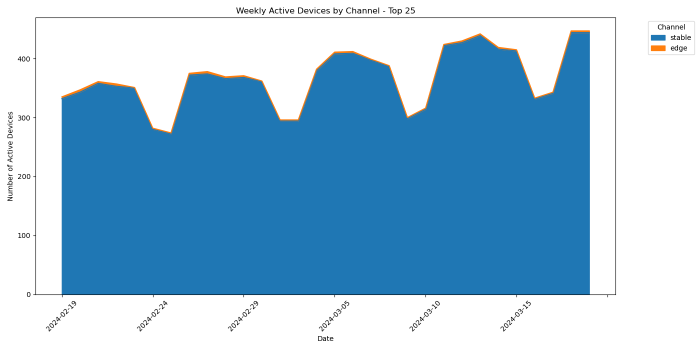 Weekly Active Devices by Channel - Top 25
Number of Active Devices
400
300
200
100
0
2024-02-19
2024-02-24
2024-02-29
2024-03-05
2024-03-10
2024-03-15
Date
Channel
stable
edge